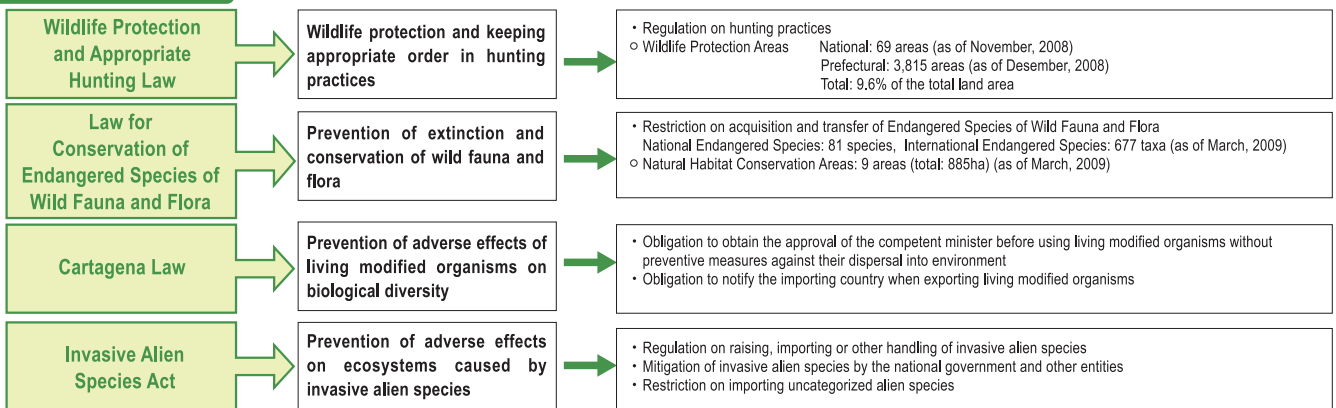 Wildlife Protection
and Appropriate
Hunting Law
Wildlife protection and keeping
appropriate order in hunting
practices
・Regulation on hunting practices
○ Wildlife Protection Areas National: 69 areas (as of November, 2008)
Prefectural: 3,815 areas (as of Desember, 2008)
Total: 9.6% of the total land area
Law for
Conservation of
Endangered Species of
Wild Fauna and Flora
Prevention of extinction and
conservation of wild fauna and
flora
・Restriction on acquisition and transfer of Endangered Species of Wild Fauna and Flora
National Endangered Species: 81 species, International Endangered Species: 677 taxa (as of March, 2009)
○ Natural Habitat Conservation Areas: 9 areas (total: 885ha) (as of March, 2009)
Cartagena Law
Prevention of adverse effects of
living modified organisms on
biological diversity
・Obligation to obtain the approval of the competent minister before using living modified organisms without
preventive measures against their dispersal into environment
・Obligation to notify the importing country when exporting living modified organisms
Invasive Alien
Species Act
Prevention of adverse effects
on ecosystems caused by
invasive alien species
・Regulation on raising, importing or other handling of invasive alien species
・Mitigation of invasive alien species by the national government and other entities
・Restriction on importing uncategorized alien species